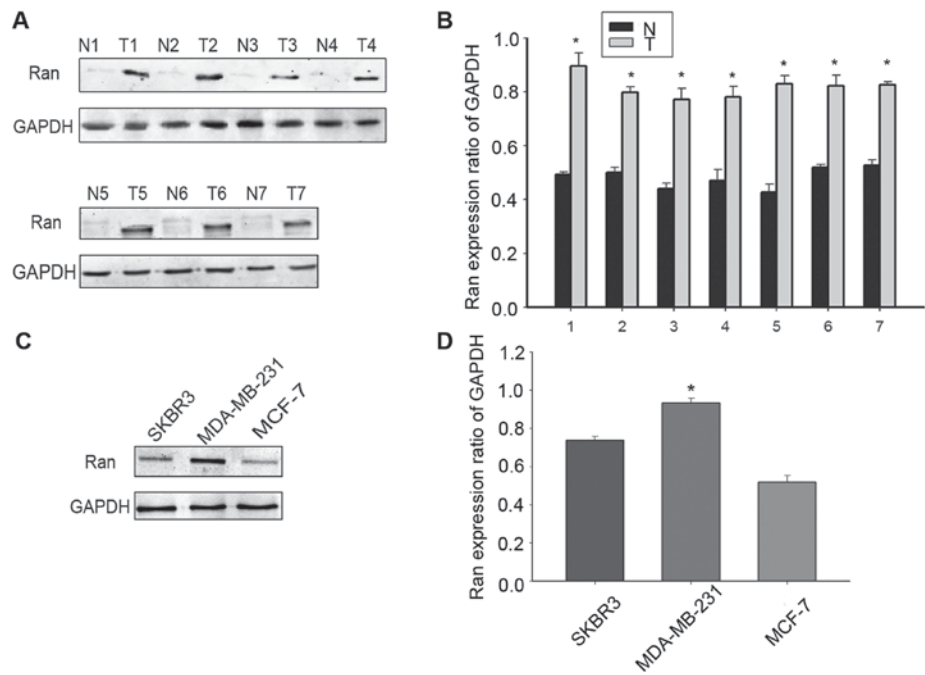 A
N1 T1 N2 T2 N3 T3 N4 T4
Ran
GAPDH
N5 T5 N6 T6 N7 T7
Ran
GAPDH
B
N
T
Ran expression ratio of GAPDH
1.0
0.8
0.6
0.4
0.2
0.0
* * * * * * *
1 2 3 4 5 6 7
C
SKBR3 MDA-MB-231 MCF-7
Ran
GAPDH
D
Ran expression ratio of GAPDH
1.2
1.0
0.8
0.6
0.4
0.2
0.0
*
SKBR3 MDA-MB-231 MCF-7